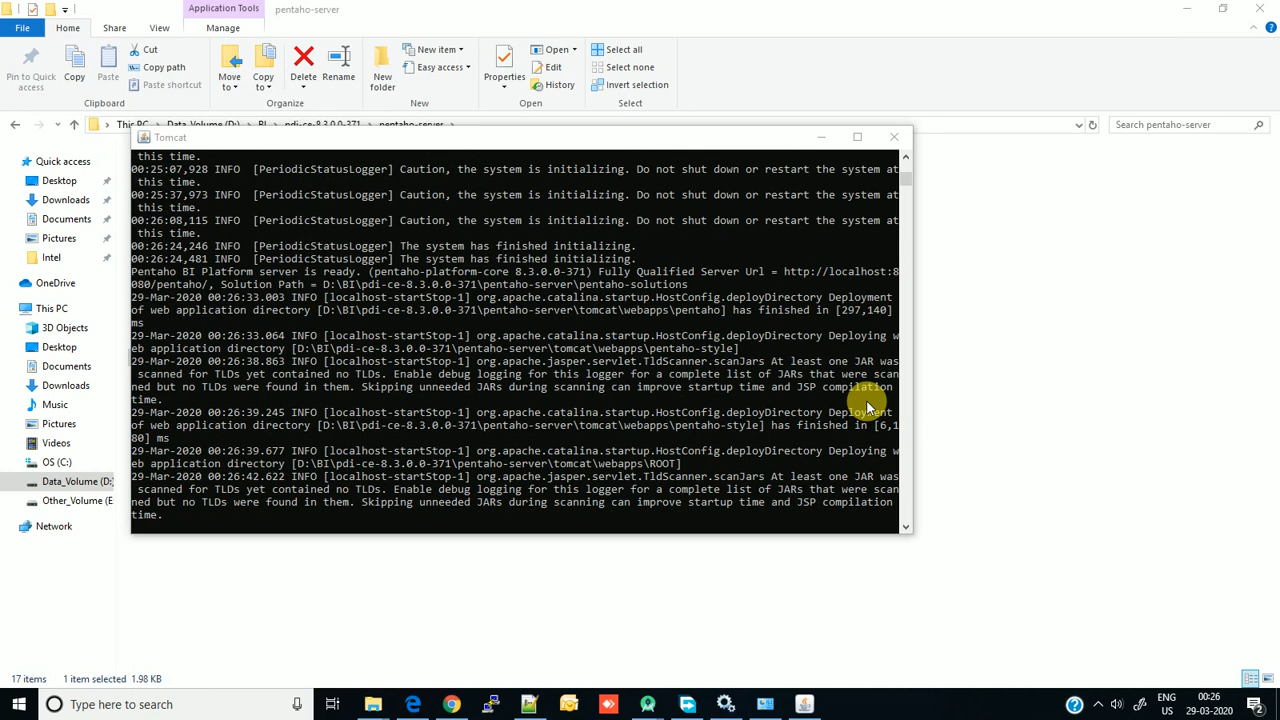 Application Tools
pentaho-server
File
Home
Share
View
Manage
Pin to Quick access
Copy
Paste
Cut
Copy path
Paste shortcut
Clipboard
Move to
Copy to
Delete
Rename
Organize
New folder
New item
Easy access
New
Properties
Open
Edit
History
Open
Select all
Select none
Invert selection
Select
This PC
Data_Volume (D:)
BI
pdi-ce-8.3.0.0-371
pentaho-server
Search pentaho-server
Quick access
Desktop
Downloads
Documents
Pictures
Intel
OneDrive
This PC
3D Objects
Desktop
Documents
Downloads
Music
Pictures
Videos
OS (C:)
Data_Volume (D:)
Other_Volume (E
Network
Tomcat
this time.
00:25:07,928 INFO  [PeriodicStatusLogger] Caution, the system is initializing. Do not shut down or restart the system at
this time.
00:25:37,973 INFO  [PeriodicStatusLogger] Caution, the system is initializing. Do not shut down or restart the system at
this time.
00:26:08,115 INFO  [PeriodicStatusLogger] Caution, the system is initializing. Do not shut down or restart the system at
this time.
00:26:24,246 INFO  [PeriodicStatusLogger] The system has finished initializing.
00:26:24,481 INFO  [PeriodicStatusLogger] The system has finished initializing.
Pentaho BI Platform server is ready. (pentaho-platform-core 8.3.0.0-371) Fully Qualified Server Url = http://localhost:8
080/pentaho/, Solution Path = D:\BI\pdi-ce-8.3.0.0-371\pentaho-server\pentaho-solutions
29-Mar-2020 00:26:33.003 INFO [localhost-startStop-1] org.apache.catalina.startup.HostConfig.deployDirectory Deployment
of web application directory [D:\BI\pdi-ce-8.3.0.0-371\pentaho-server\tomcat\webapps\pentaho] has finished in [297,140]
ms
29-Mar-2020 00:26:33.064 INFO [localhost-startStop-1] org.apache.catalina.startup.HostConfig.deployDirectory Deploying w
eb application directory [D:\BI\pdi-ce-8.3.0.0-371\pentaho-server\tomcat\webapps\pentaho-style]
29-Mar-2020 00:26:38.863 INFO [localhost-startStop-1] org.apache.jasper.servlet.TldScanner.scanJars At least one JAR was
scanned for TLDs yet contained no TLDs. Enable debug logging for this logger for a complete list of JARs that were scan
ned but no TLDs were found in them. Skipping unneeded JARs during scanning can improve startup time and JSP compilation
time.
29-Mar-2020 00:26:39.245 INFO [localhost-startStop-1] org.apache.catalina.startup.HostConfig.deployDirectory Deployment
of web application directory [D:\BI\pdi-ce-8.3.0.0-371\pentaho-server\tomcat\webapps\pentaho-style] has finished in [6,1
80] ms
29-Mar-2020 00:26:39.677 INFO [localhost-startStop-1] org.apache.catalina.startup.HostConfig.deployDirectory Deploying w
eb application directory [D:\BI\pdi-ce-8.3.0.0-371\pentaho-server\tomcat\webapps\ROOT]
29-Mar-2020 00:26:42.622 INFO [localhost-startStop-1] org.apache.jasper.servlet.TldScanner.scanJars At least one JAR was
scanned for TLDs yet contained no TLDs. Enable debug logging for this logger for a complete list of JARs that were scan
ned but no TLDs were found in them. Skipping unneeded JARs during scanning can improve startup time and JSP compilation
time.
17 items
1 item selected 1.98 KB
Type here to search
ENG
US
00:26
29-03-2020
2